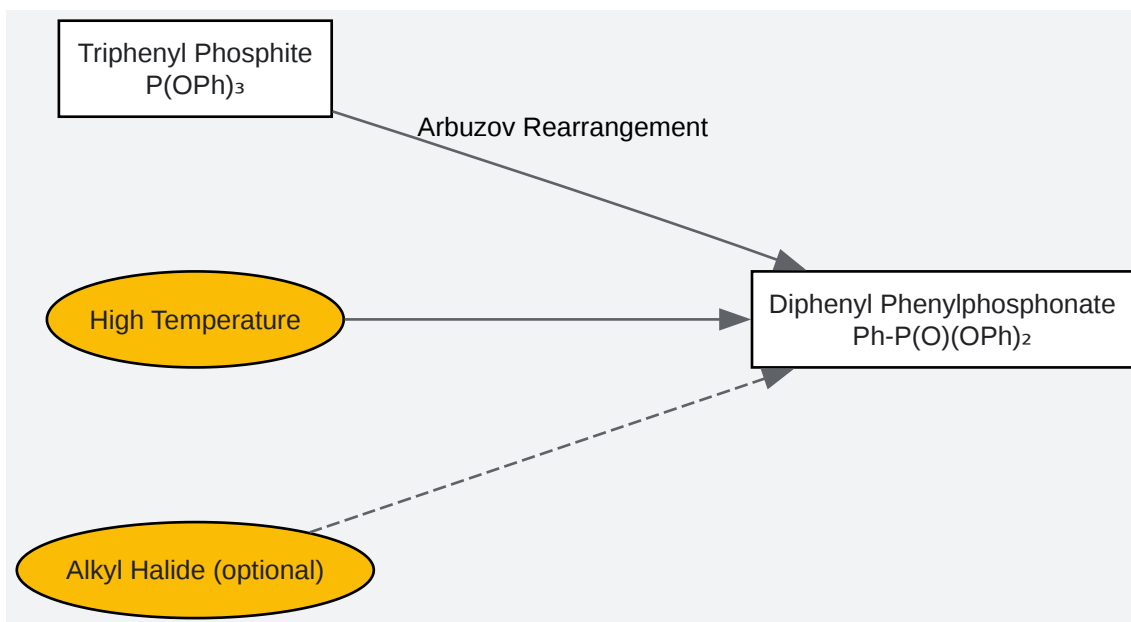 Triphenyl Phosphite
P(OPh)₃
Arbuzov Rearrangement
High Temperature
Diphenyl Phenylphosphonate
Ph-P(O)(OPh)₂
Alkyl Halide (optional)